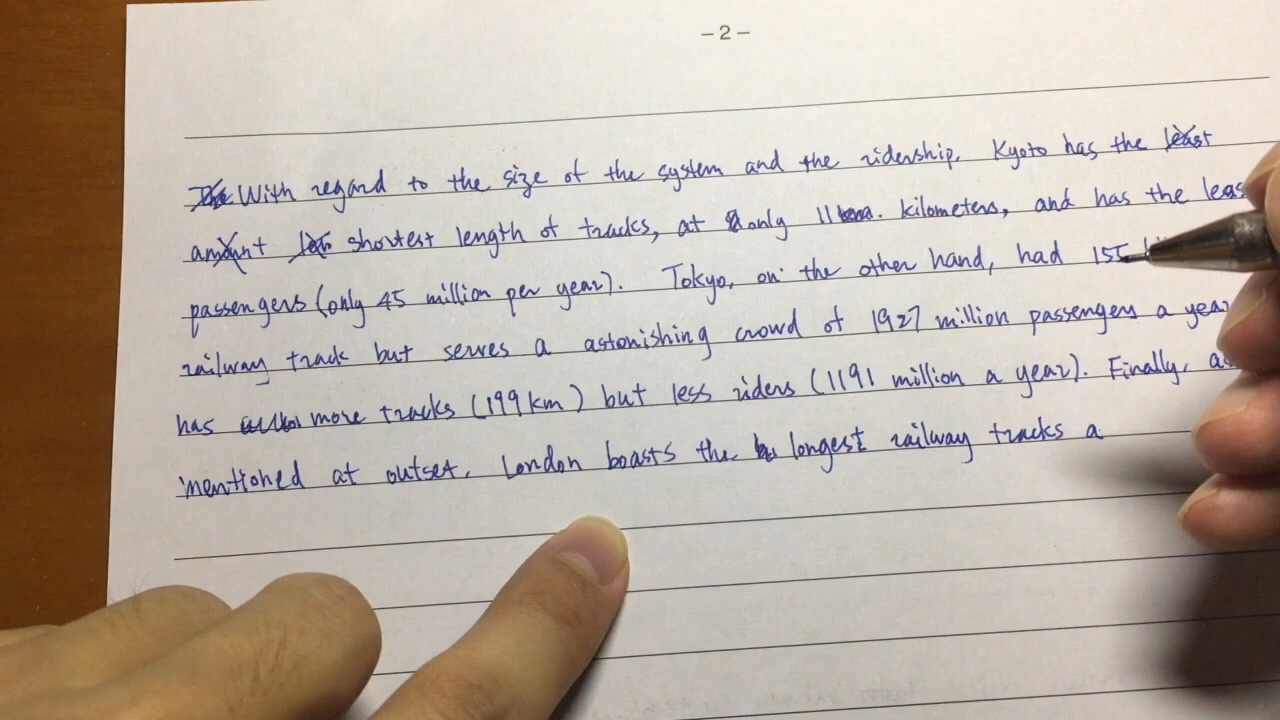 -2-
With regard to the size of the system and the ridership, Kyoto has the
shortest length of tracks, at only 11 kilometers, and has the leas
passengers (only 45 million per year). Tokyo, on the other hand, had 155
railway track but serves a astonishing crowd of 1927 million passengers a year
has more tracks (199 km) but less riders (1191 million a year). Finally, as
mentioned at outset, London boasts the longest railway tracks a